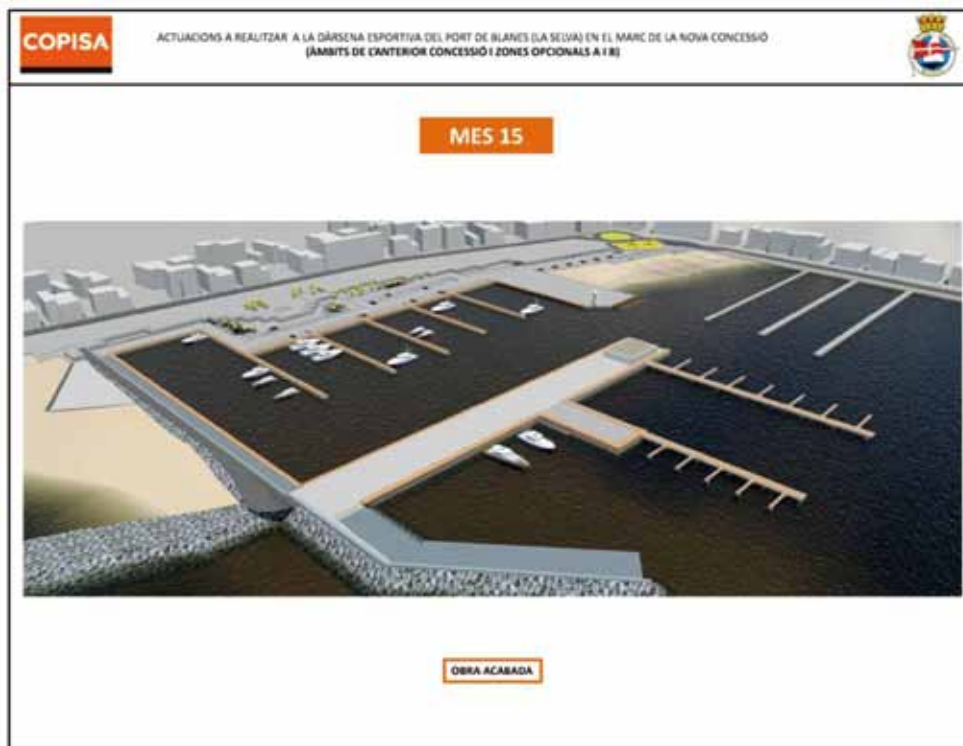 COPISA
ACTUACIONS A REALITZAR A LA DÀRSENA ESPORTIVA DEL PORT DE BLANES (LA SELVA) EN EL MARC DE LA NOVA CONCESSIÓ
(ÀMBITS DE L'ANTERIOR CONCESSIÓ I ZONES OPCIONALS A I B)
MES 15
OBRA ACABADA